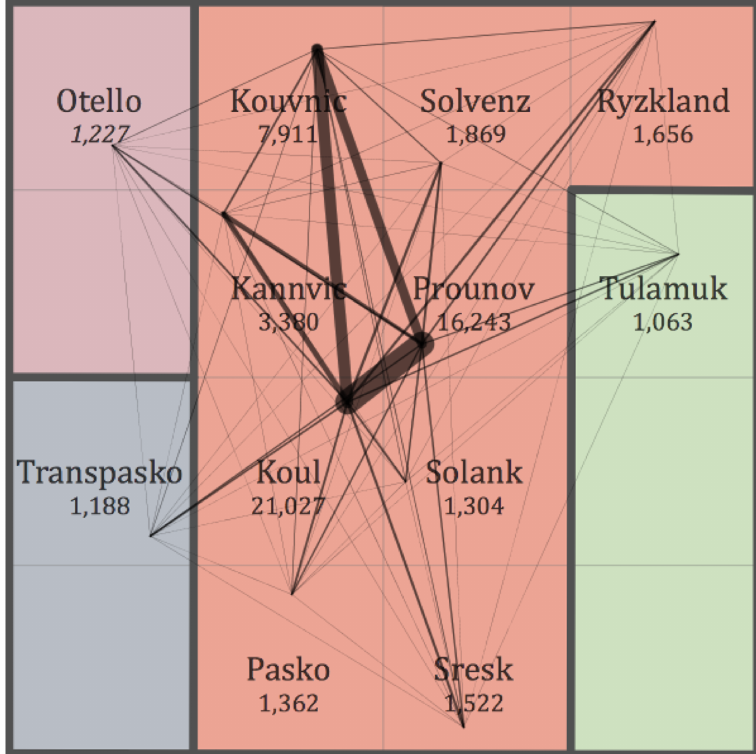 Otello
1,227
Kouvnic
7,911
Solvenz
1,869
Ryzkland
1,656
Kannvic
3,380
Prounov
16,243
Tulamuk
1,063
Transpasko
1,188
Koul
21,027
Solank
1,304
Pasko
1,362
Sresk
1,522